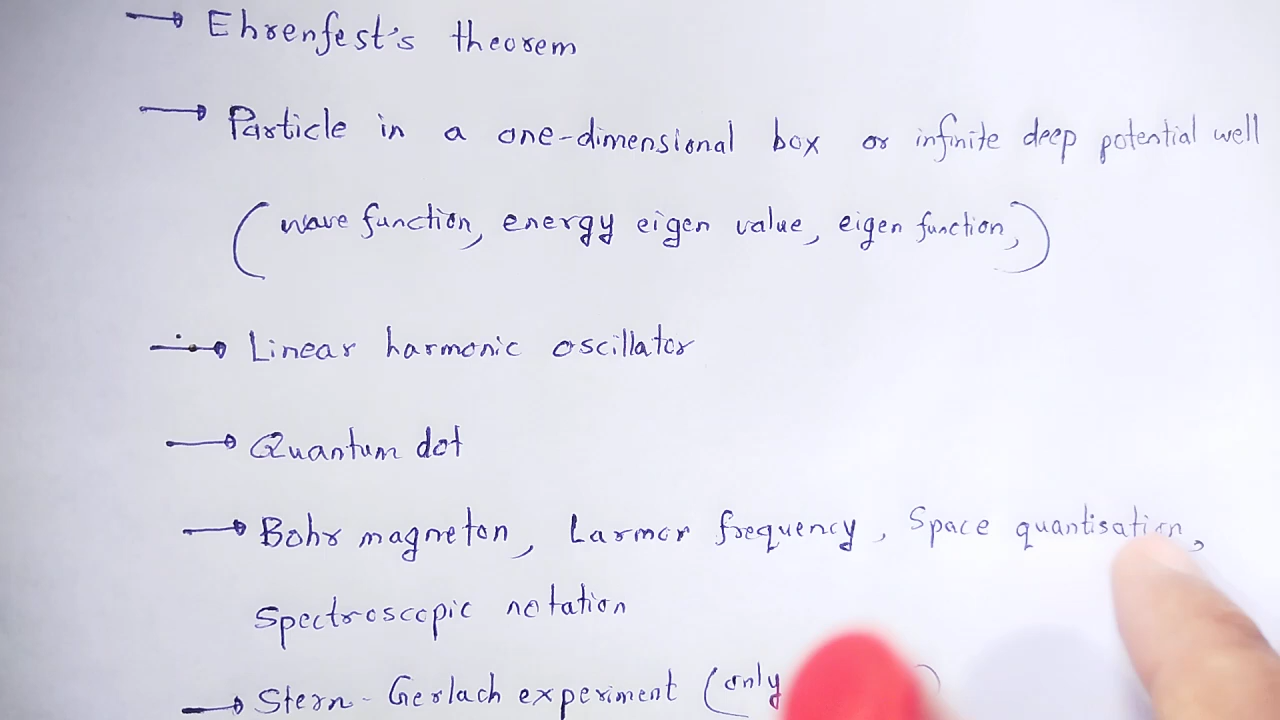 → Ehrenfest's theorem
→ Particle in a one-dimensional box or infinite deep potential well
(wave function, energy eigen value, eigen function,)
→ Linear harmonic oscillator
→ Quantum dot
→ Bohr magneton, Larmor frequency, Space quantisation,
Spectroscopic notation
→ Stern-Gerlach experiment (only )